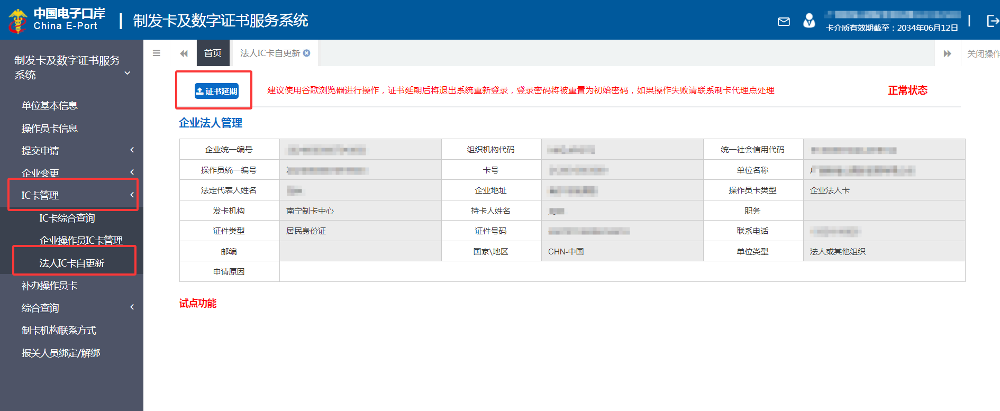 中国电子口岸
China E-Port
制发卡及数字证书服务系统
卡介质有效期截至：2034年06月12日
制发卡及数字证书服务
系统
单位基本信息
操作员卡信息
提交申请
企业变更
IC卡管理
IC卡综合查询
企业操作员IC卡管理
法人IC卡自更新
补办操作员卡
综合查询
制卡机构联系方式
报关人员绑定/解绑
首页
法人IC卡自更新
关闭操作
证书延期
建议使用谷歌浏览器进行操作，证书延期后将退出系统重新登录，登录密码将被重置为初始密码，如果操作失败请联系制卡代理点处理
正常状态
企业法人管理
企业统一编号
组织机构代码
统一社会信用代码
操作员统一编号
卡号
单位名称
法定代表人姓名
企业地址
操作员卡类型
企业法人卡
发卡机构
南宁制卡中心
持卡人姓名
职务
证件类型
居民身份证
证件号码
联系电话
邮编
国家\地区
CHN-中国
单位类型
法人或其他组织
申请原因
试点功能